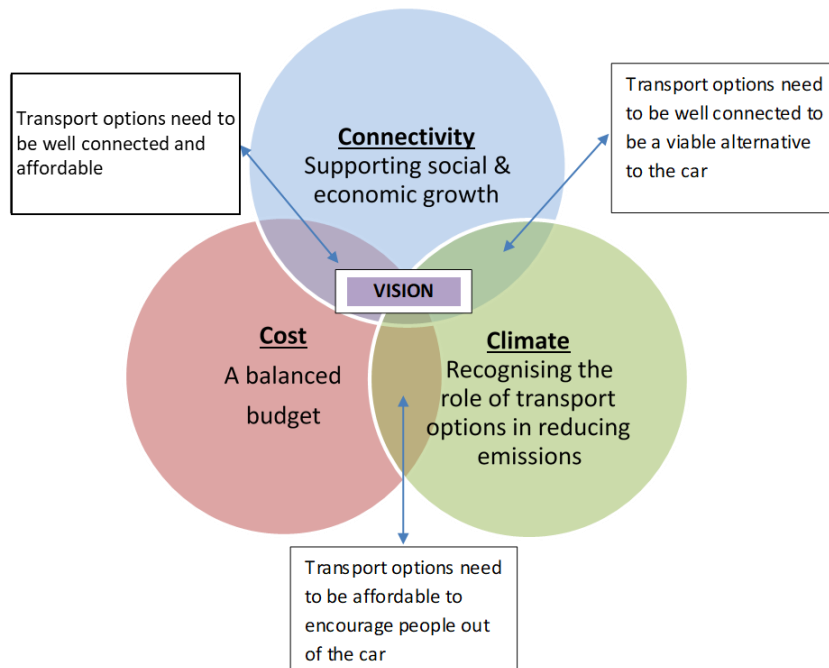 Transport options need to
be well connected and
affordable
Connectivity
Supporting social &
economic growth
Transport options need
to be well connected to
be a viable alternative
to the car
VISION
Cost
A balanced
budget
Climate
Recognising the
role of transport
options in reducing
emissions
Transport options need
to be affordable to
encourage people out
of the car